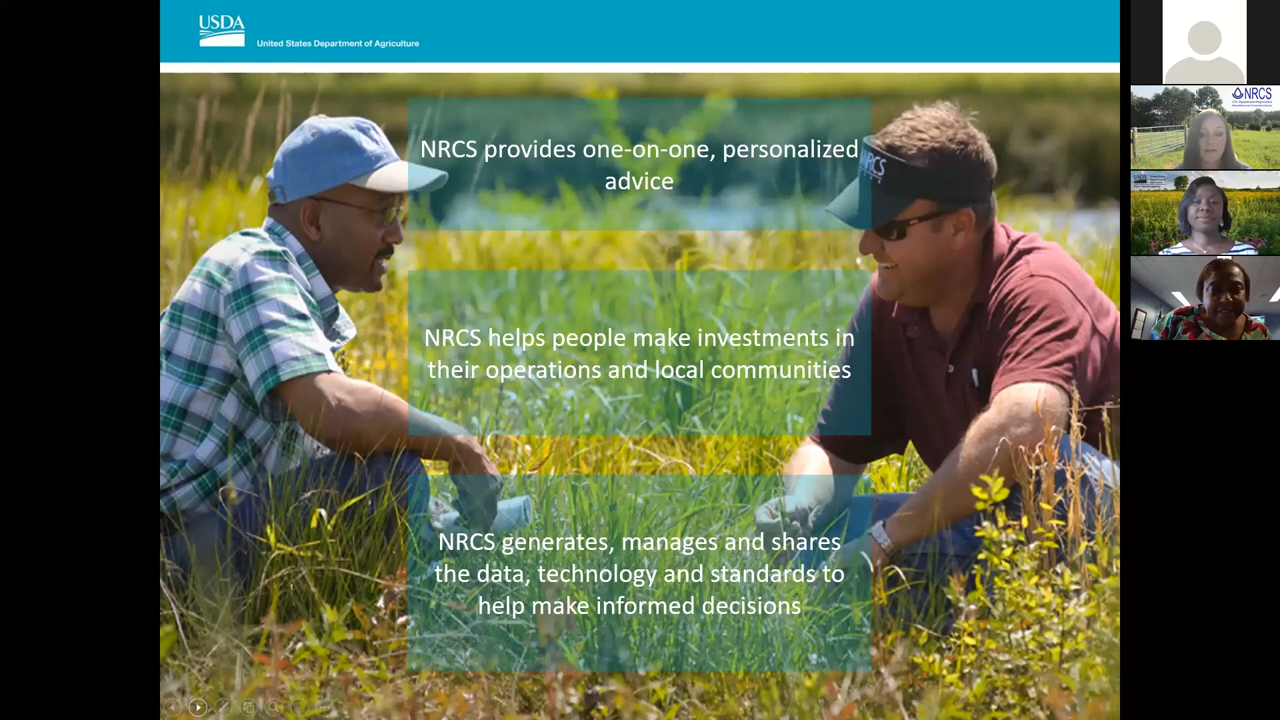 USDA
United States Department of Agriculture
NRCS provides one-on-one, personalized
advice
NRCS
NRCS helps people make investments in
their operations and local communities
NRCS generates, manages and shares
the data, technology and standards to
help make informed decisions
NRCS
USDA